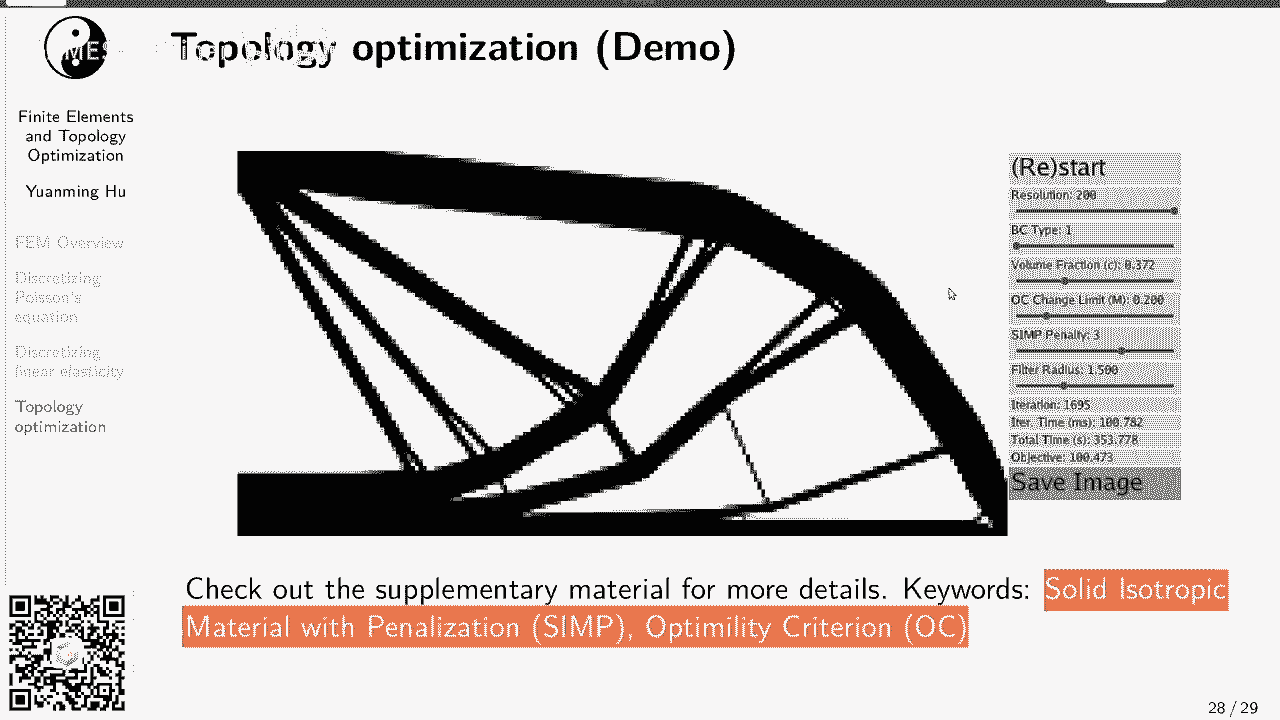 Topology optimization (Demo)
Finite Elements
and Topology
Optimization
Yuanming Hu
FEM Overview
Discretizing
Poisson's
equation
Discretizing
linear elasticity
Topology
optimization
(Re)start
Resolution: 200
BC Type: 1
Volume Fraction (c): 0.372
OC Change Limit (M): 0.200
SIMP Penalty: 3
Filter Radius: 1.500
Iteration: 1695
Iter. Time (ms): 100.782
Total Time (s): 353.778
Objective: 100.473
Save Image
Check out the supplementary material for more details. Keywords: Solid Isotropic
Material with Penalization (SIMP), Optimility Criterion (OC)
28 / 29